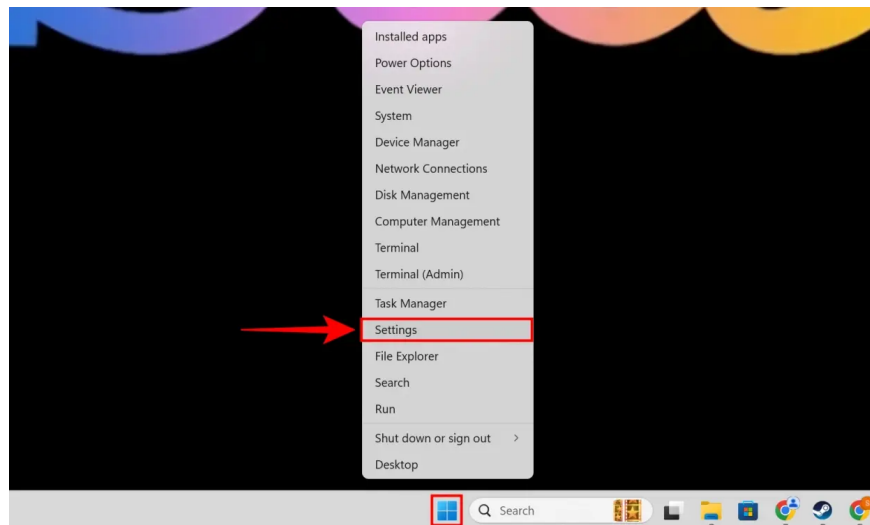 Installed apps
Power Options
Event Viewer
System
Device Manager
Network Connections
Disk Management
Computer Management
Terminal
Terminal (Admin)
Task Manager
Settings
File Explorer
Search
Run
Shut down or sign out
Desktop
Search